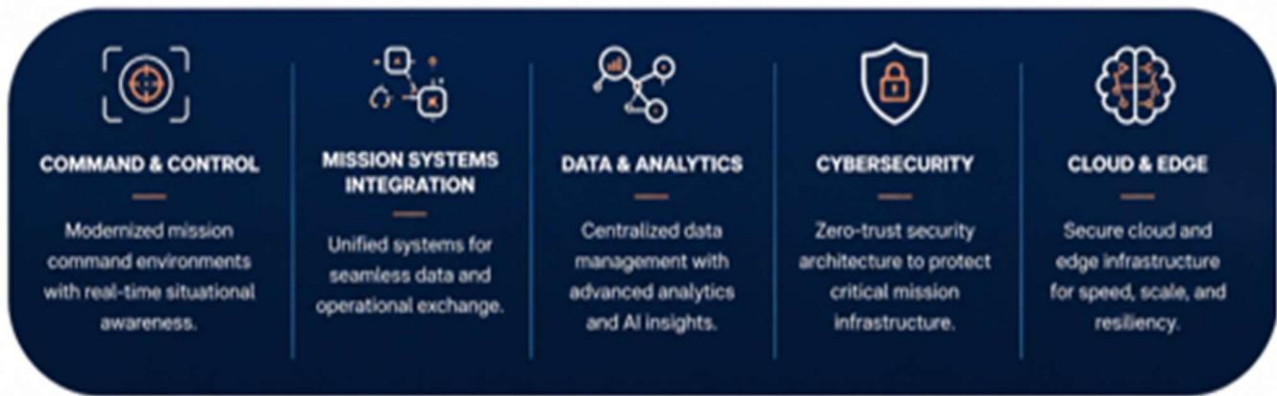 COMMAND & CONTROL
Modernized mission
command environments
with real-time situational
awareness.
MISSION SYSTEMS
INTEGRATION
Unified systems for
seamless data and
operational exchange.
DATA & ANALYTICS
Centralized data
management with
advanced analytics
and AI insights.
CYBERSECURITY
Zero-trust security
architecture to protect
critical mission
infrastructure.
CLOUD & EDGE
Secure cloud and
edge infrastructure
for speed, scale, and
resiliency.